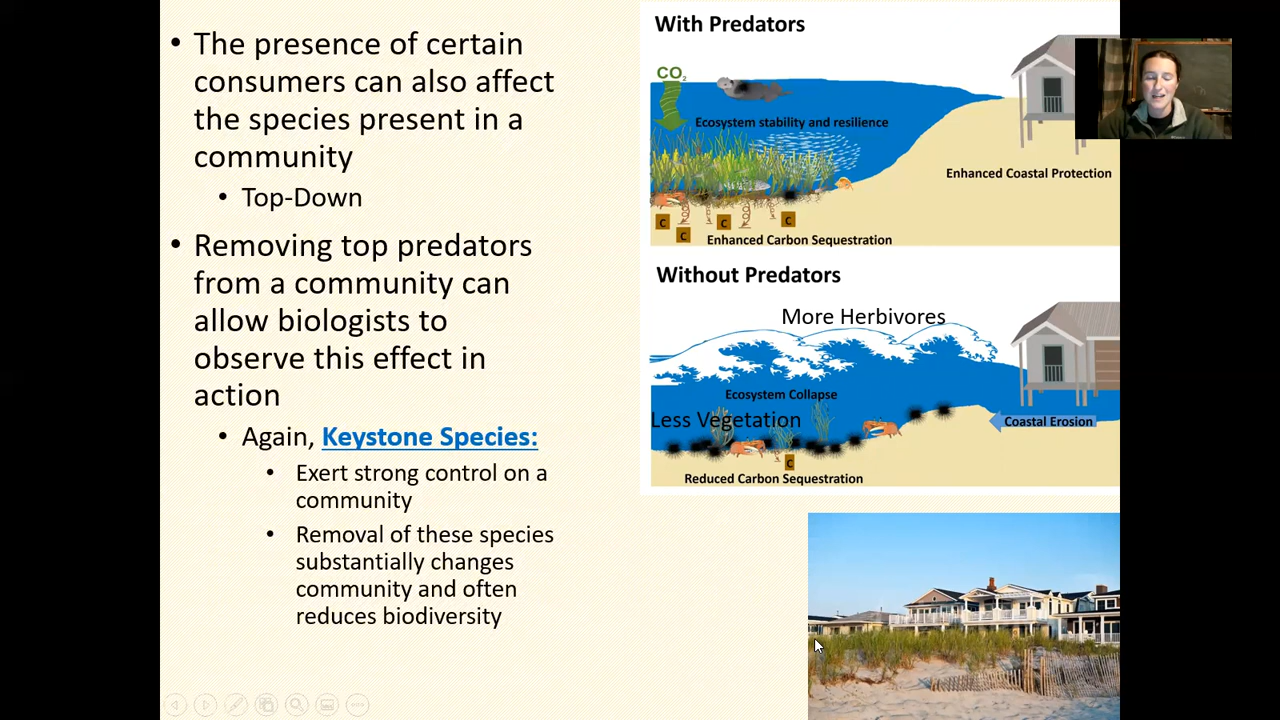 • The presence of certain
consumers can also affect
the species present in a
community
• Top-Down
• Removing top predators
from a community can
allow biologists to
observe this effect in
action
• Again, Keystone Species:
• Exert strong control on a
community
• Removal of these species
substantially changes
community and often
reduces biodiversity
With Predators
CO₂
Ecosystem stability and resilience
Enhanced Coastal Protection
C
C
C
C
Enhanced Carbon Sequestration
Without Predators
More Herbivores
Ecosystem Collapse
Less Vegetation
Coastal Erosion
C
Reduced Carbon Sequestration